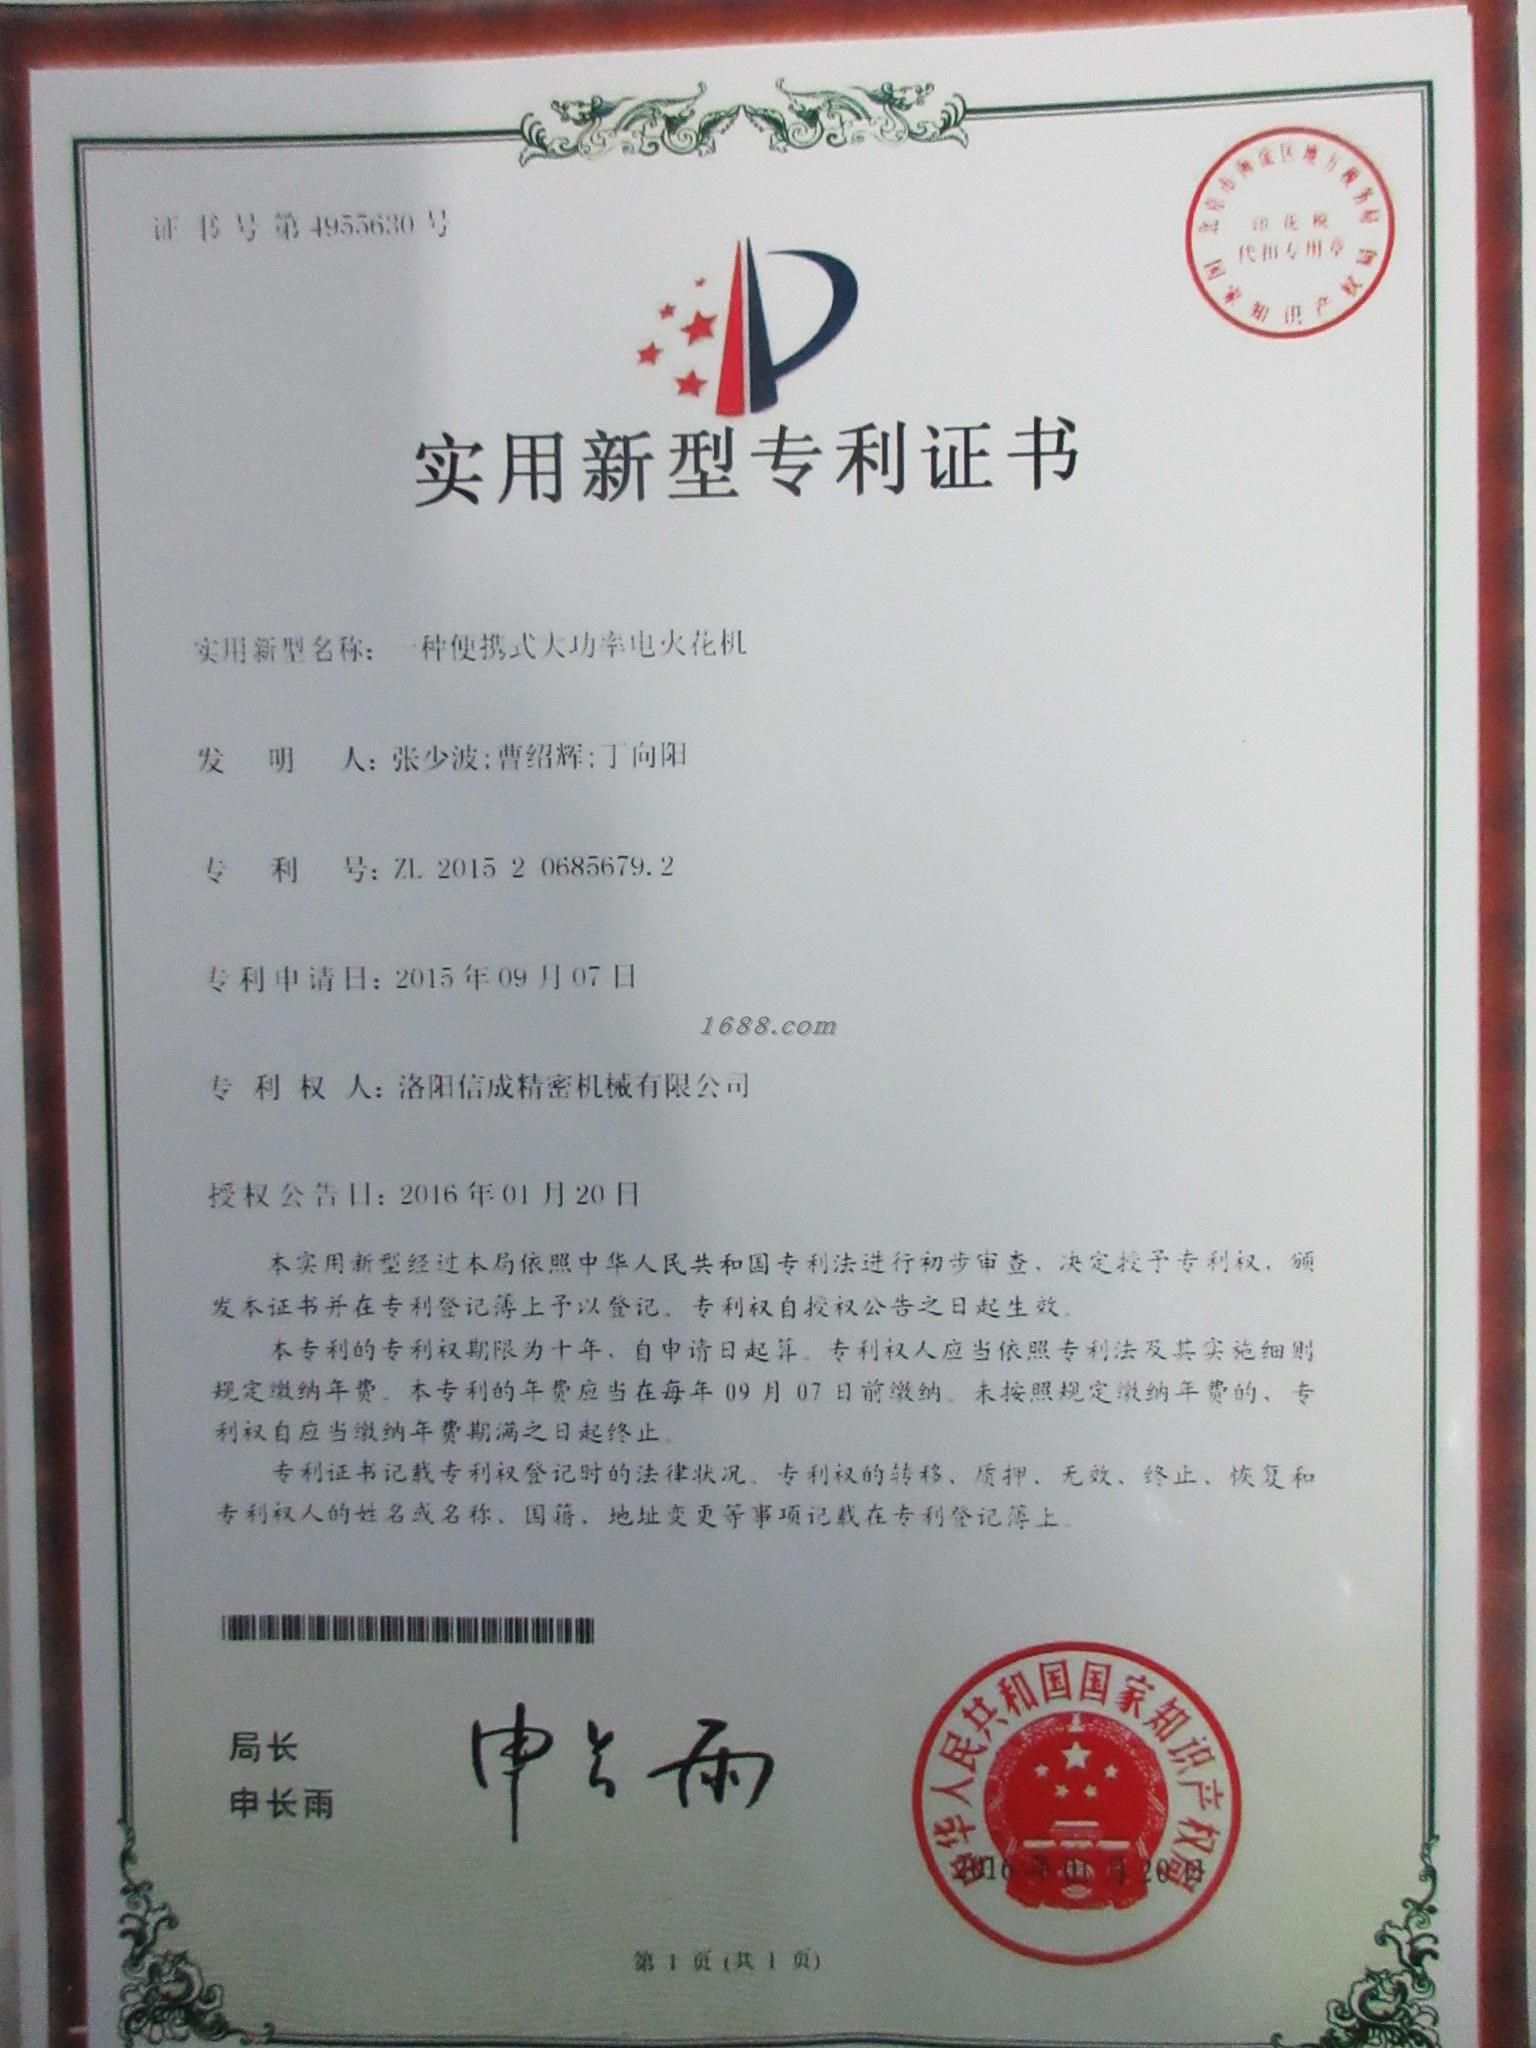 证书号第4955630号
北京市海淀区地方税务局
印花税
代扣专用章
国家知识产权局
实用新型专利证书
实用新型名称：一种便携式大功率电火花机
发明人：张少波;曹绍辉;丁向阳
专利号：ZL 2015 2 0685679.2
专利申请日：2015年09月07日
1688.com
专利权人：洛阳信成精密机械有限公司
授权公告日：2016年01月20日
本实用新型经过本局依照中华人民共和国专利法进行初步审查，决定授予专利权，颁
发本证书并在专利登记簿上予以登记。专利权自授权公告之日起生效。
本专利的专利权期限为十年，自申请日起算。专利权人应当依照专利法及其实施细则
规定缴纳年费。本专利的年费应当在每年09月07日前缴纳。未按照规定缴纳年费的，专
利权自应当缴纳年费期满之日起终止。
专利证书记载专利权登记时的法律状况。专利权的转移、质押、无效、终止、恢复和
专利权人的姓名或名称、国籍、地址变更等事项记载在专利登记簿上。
局长
申长雨
申长雨
中华人民共和国国家知识产权局
2016年01月20日
第1页(共1页)